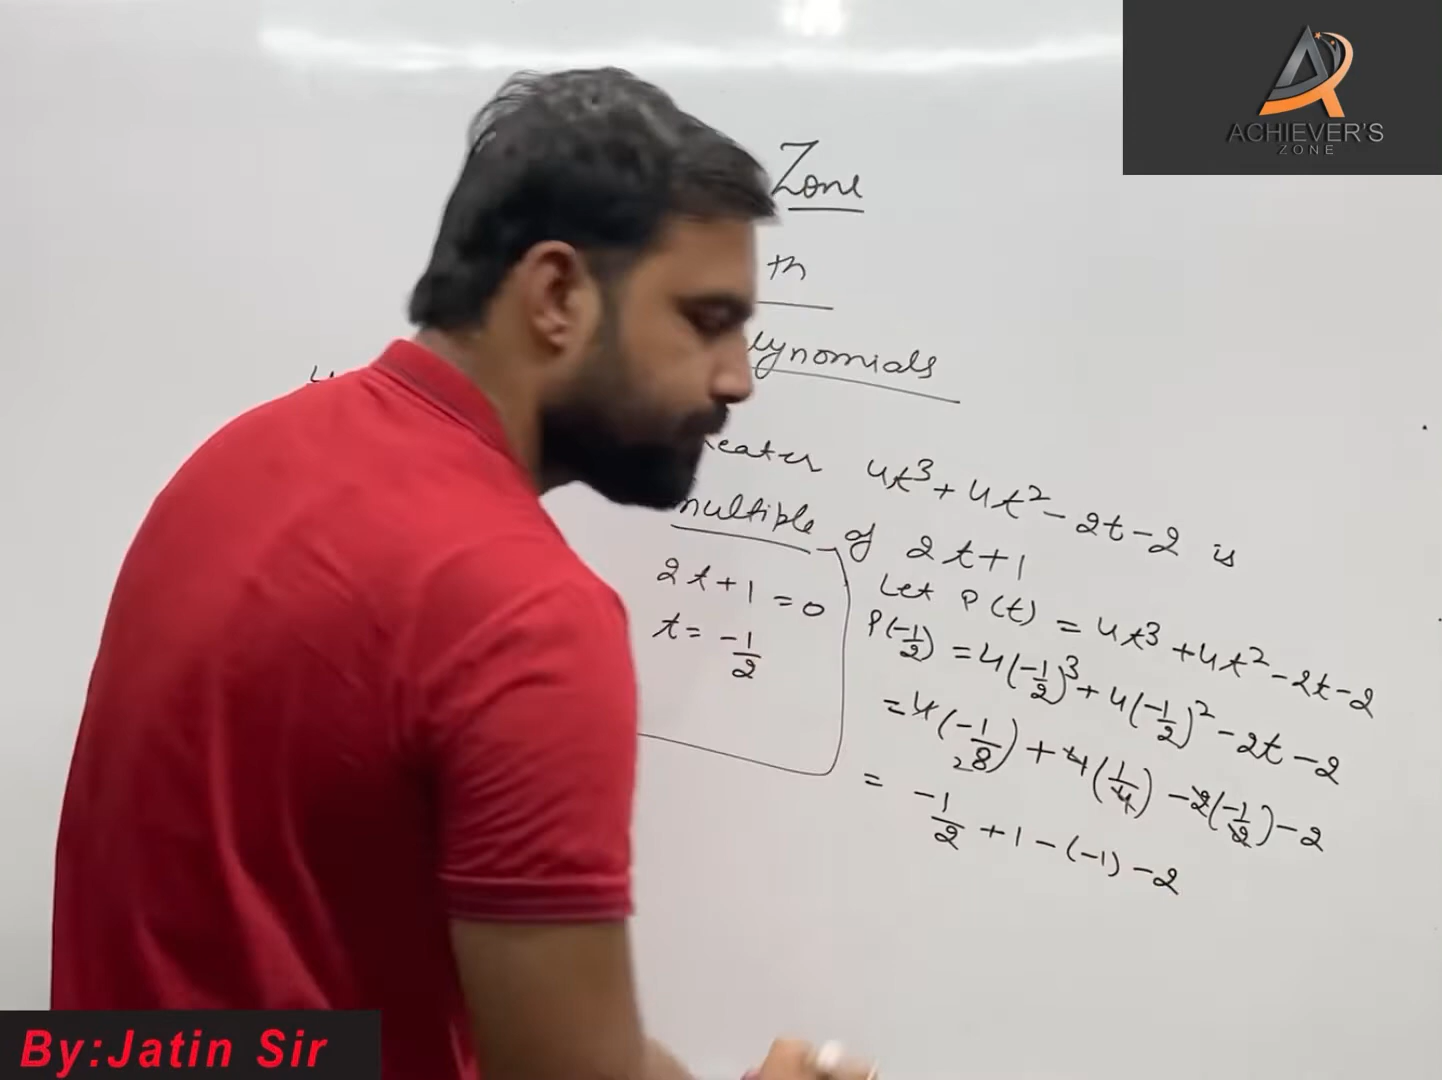 ACHIEVER'S
ZONE
Zone
th
lynomials
4t³ + 4t² - 2t - 2 is
multiple of 2t+1
2t+1 = 0
t = -1/2
Let P(t) = 4t³ + 4t² - 2t - 2
P(-1/2) = 4(-1/2)³ + 4(-1/2)² - 2t - 2
= 4(-1/8) + 4(1/4) - 2(-1/2) - 2
2
= -1/2 + 1 - (-1) - 2
By:Jatin Sir